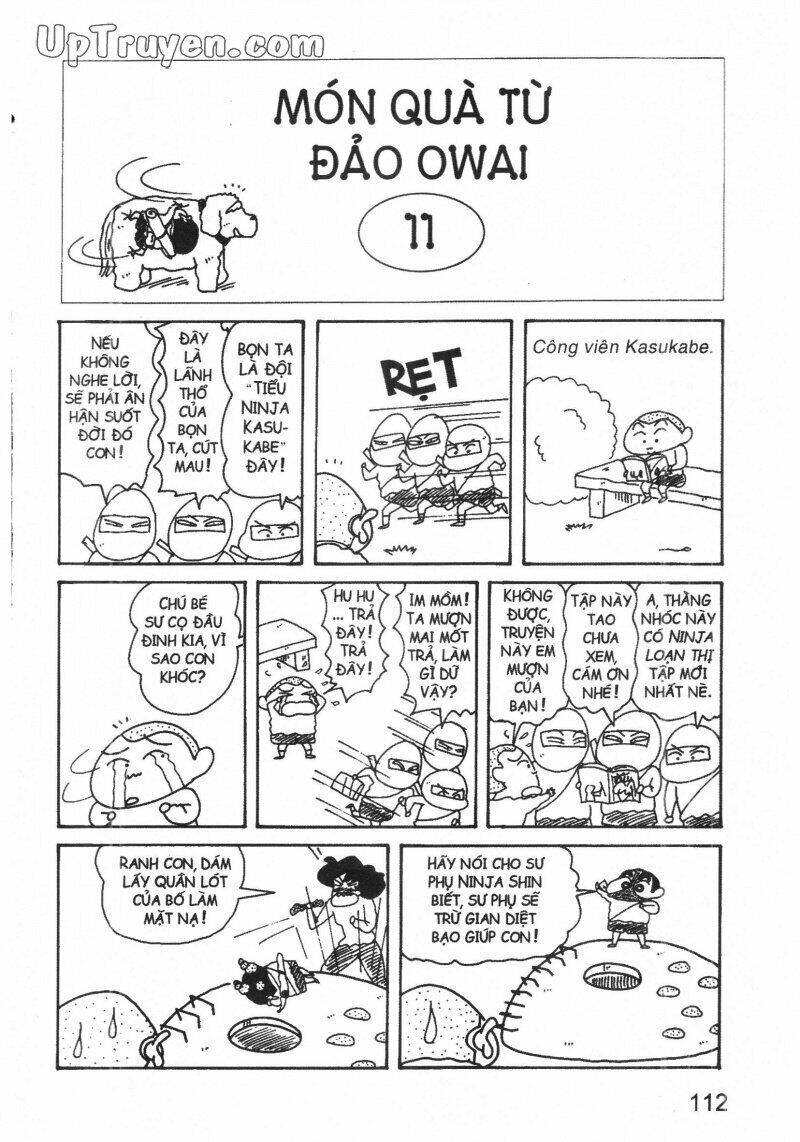 UpTruyen.com
MÓN QUÀ TỪ
ĐẢO OWAI
11
Công viên Kasukabe.
RẸT
BỌN TA
LÀ ĐỘI
"TIỂU
NINJA
KASU-
KABE"
ĐÂY!
ĐÂY
LÀ
LÃNH
THỔ
CỦA
BỌN
TA, CÚT
MAU!
NẾU
KHÔNG
NGHE LỜI,
SẼ PHẢI ÂN
HẬN SUỐT
ĐỜI ĐÓ
CON!
A, THẰNG
NHÓC NÀY
CÓ NINJA
LOẠN THỊ
TẬP MỚI
NHẤT NÈ.
TẬP NÀY
TAO
CHƯA
XEM,
CÁM ƠN
NHÉ!
KHÔNG
ĐƯỢC,
TRUYỆN
NÀY EM
MƯỢN
CỦA
BẠN!
IM MỒM!
TA MƯỢN
MAI MỐT
TRẢ, LÀM
GÌ DỮ
VẬY?
HU HU
... TRẢ
ĐÂY!
TRẢ
ĐÂY!
CHÚ BÉ
SƯ CỌ ĐẦU
ĐINH KIA, VÌ
SAO CON
KHÓC?
HÃY NÓI CHO SƯ
PHỤ NINJA SHIN
BIẾT, SƯ PHỤ SẼ
TRỪ GIAN DIỆT
BẠO GIÚP CON!
RANH CON, DÁM
LẤY QUẦN LÓT
CỦA BỐ LÀM
MẶT NẠ!
112